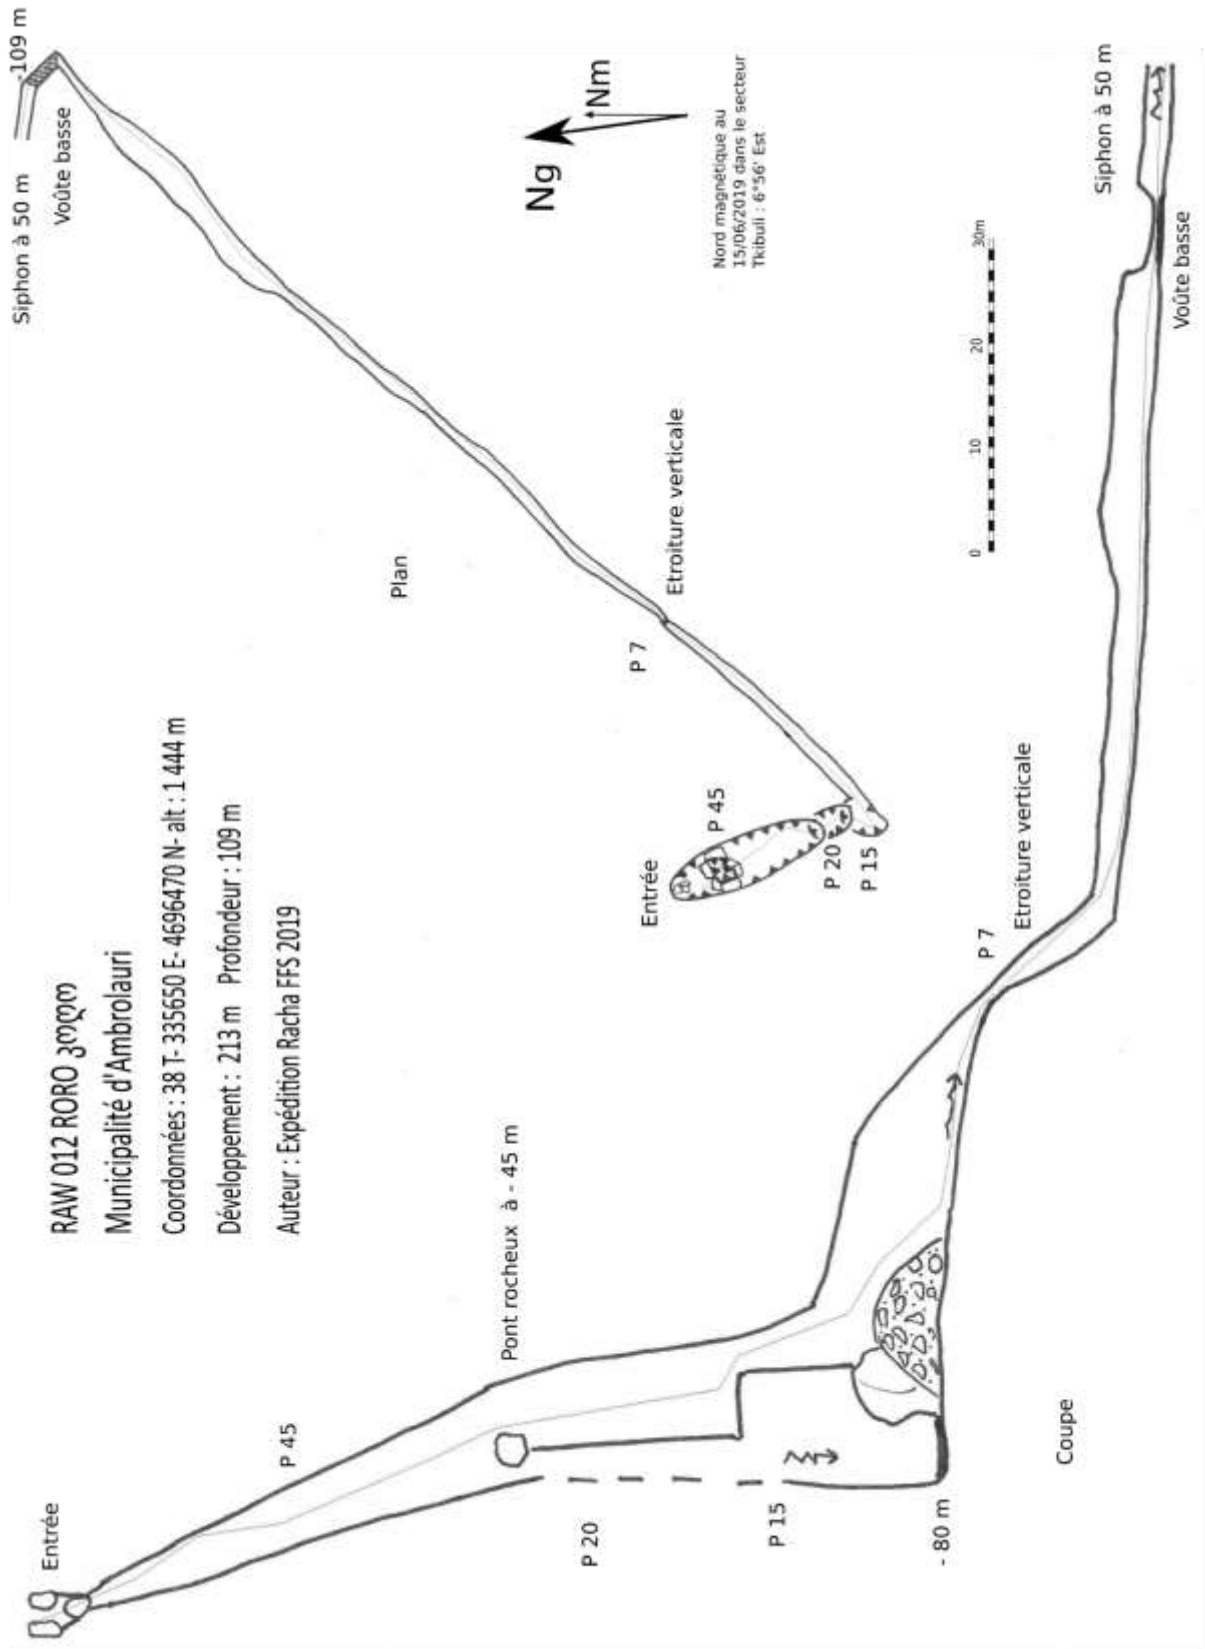 Entrée
RAW 012 RORO
Municipalité d'Ambrolauri
Coordonnées : 38 T- 335650 E- 4696470 N- alt : 1 444 m
Développement : 213 m Profondeur : 109 m
Auteur : Expédition Racha FFS 2019
Siphon à 50 m
-109 m
Voûte basse
P 45
Plan
Pont rocheux à - 45 m
Ng
Nm
Nord magnétique au
15/06/2019 dans le secteur
Tkibuli : 6°56' Est
P 7
Etroiture verticale
Entrée
P 45
P 20
P 15
P 20
P 15
- 80 m
0 10 20 30m
P 7
Etroiture verticale
Coupe
Siphon à 50 m
Voûte basse